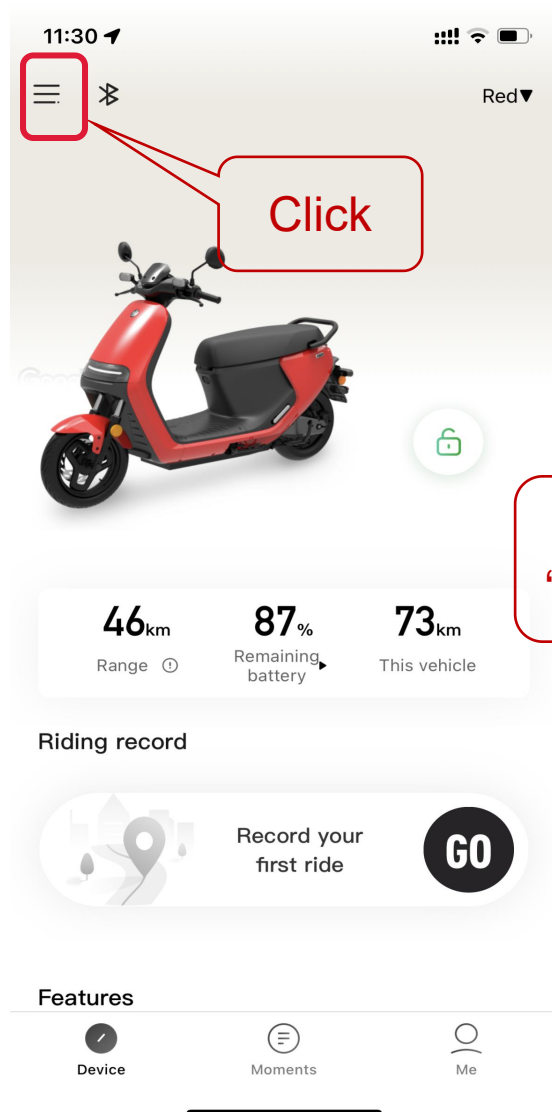 11:30
Red▼
Click
“
46km
87%
73km
Range
Remaining
battery
This vehicle
Riding record
Record your
first ride
GO
Features
Device
Moments
Me